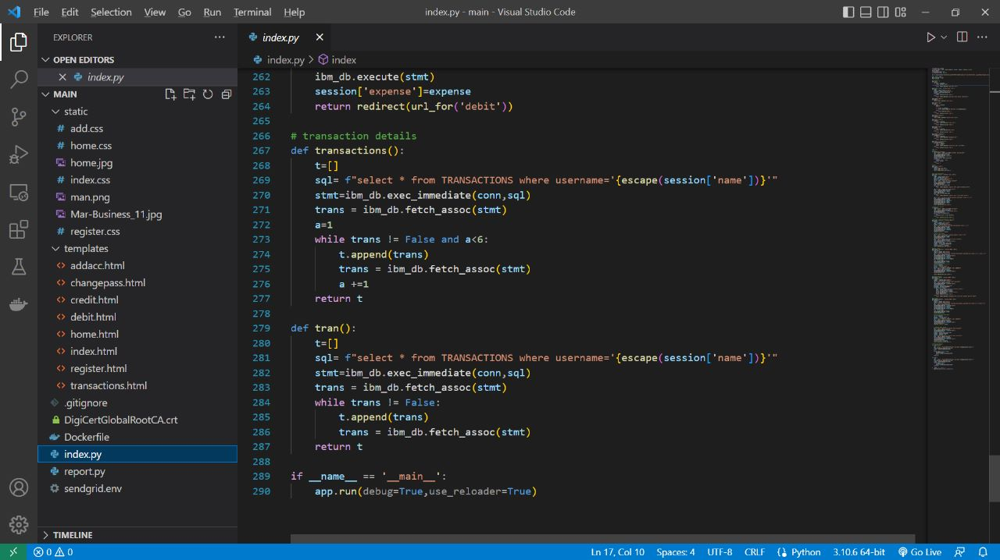 File Edit Selection View Go Run Terminal Help index.py - main - Visual Studio Code
EXPLORER
OPEN EDITORS
index.py
MAIN
static
add.css
home.css
home.jpg
index.css
man.png
Mar-Business_11.jpg
register.css
templates
addacc.html
changepass.html
credit.html
debit.html
home.html
index.html
register.html
transactions.html
.gitignore
DigiCertGlobalRootCA.crt
Dockerfile
index.py
report.py
sendgrid.env
TIMELINE
index.py
index.py > index
262 ibm_db.execute(stmt)
263 session['expense']=expense
264 return redirect(url_for('debit'))
265
266 # transaction details
267 def transactions():
268 t=[]
269 sql= f"select * from TRANSACTIONS where username='{escape(session['name'])}'"
270 stmt=ibm_db.exec_immediate(conn,sql)
271 trans = ibm_db.fetch_assoc(stmt)
272 a=1
273 while trans != False and a<6:
274 t.append(trans)
275 trans = ibm_db.fetch_assoc(stmt)
276 a +=1
277 return t
278
279 def tran():
280 t=[]
281 sql= f"select * from TRANSACTIONS where username='{escape(session['name'])}'"
282 stmt=ibm_db.exec_immediate(conn,sql)
283 trans = ibm_db.fetch_assoc(stmt)
284 while trans != False:
285 t.append(trans)
286 trans = ibm_db.fetch_assoc(stmt)
287 return t
288
289 if __name__ == '__main__':
290 app.run(debug=True,use_reloader=True)
0 0 Ln 17, Col 10 Spaces: 4 UTF-8 CRLF Python 3.10.6 64-bit Go Live